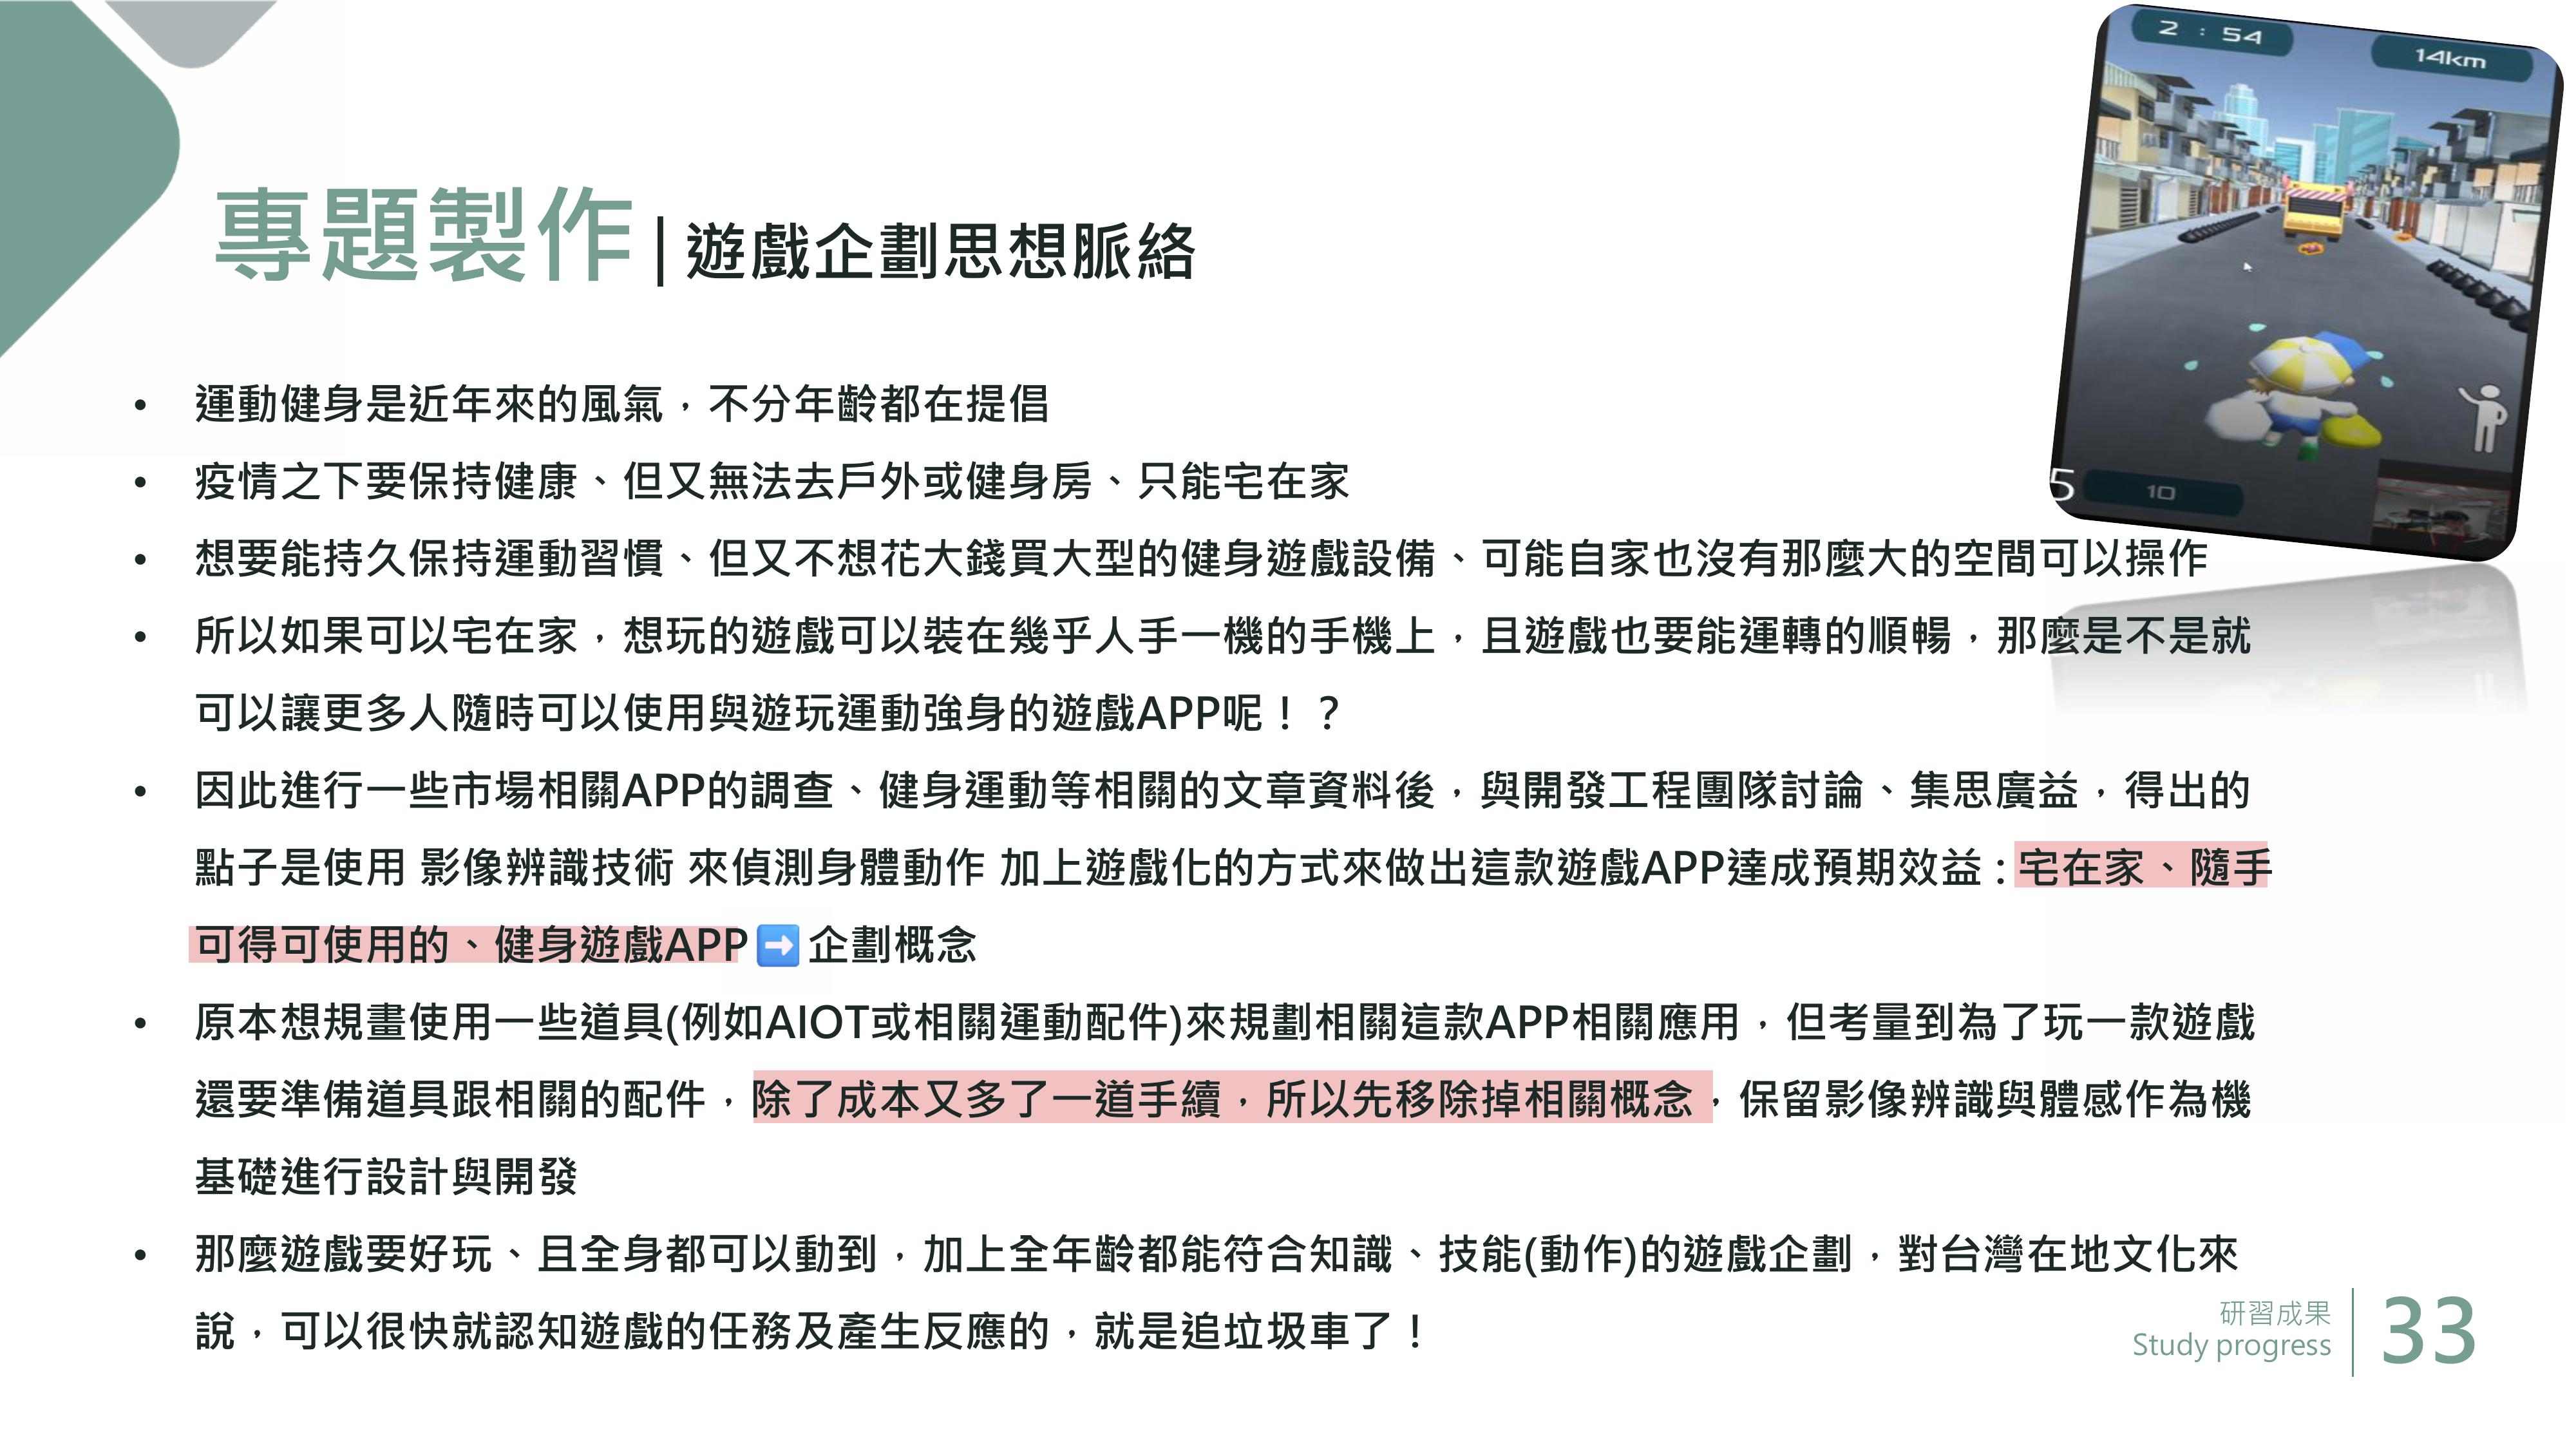 2 : 54
14km
專題製作 | 遊戲企劃思想脈絡
5
10
• 運動健身是近年來的風氣，不分年齡都在提倡
• 疫情之下要保持健康、但又無法去戶外或健身房、只能宅在家
• 想要能持久保持運動習慣、但又不想花大錢買大型的健身遊戲設備、可能自家也沒有那麼大的空間可以操作
• 所以如果可以宅在家，想玩的遊戲可以裝在幾乎人手一機的手機上，且遊戲也要能運轉的順暢，那麼是不是就
可以讓更多人隨時可以使用與遊玩運動強身的遊戲APP呢！？
• 因此進行一些市場相關APP的調查、健身運動等相關的文章資料後，與開發工程團隊討論、集思廣益，得出的
點子是使用 影像辨識技術 來偵測身體動作 加上遊戲化的方式來做出這款遊戲APP達成預期效益：宅在家、隨手
可得可使用的、健身遊戲APP ➡️ 企劃概念
• 原本想規畫使用一些道具(例如AIOT或相關運動配件)來規劃相關這款APP相關應用，但考量到為了玩一款遊戲
還要準備道具跟相關的配件，除了成本又多了一道手續，所以先移除掉相關概念，保留影像辨識與體感作為機
基礎進行設計與開發
• 那麼遊戲要好玩、且全身都可以動到，加上全年齡都能符合知識、技能(動作)的遊戲企劃，對台灣在地文化來
說，可以很快就認知遊戲的任務及產生反應的，就是追垃圾車了！
研習成果
Study progress
33